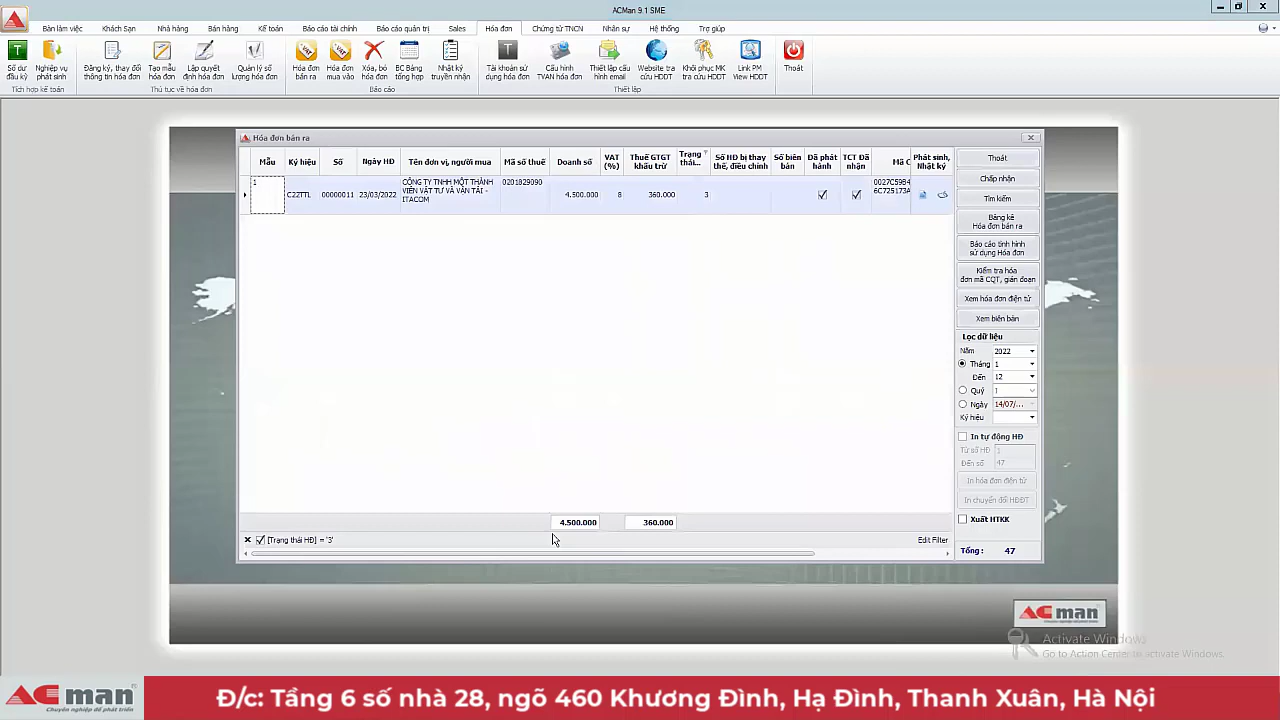 ACMan 9.1 SME
Bàn làm việc Khách Sạn Nhà hàng Bán hàng Kế toán Báo cáo tài chính Báo cáo quản trị Sales Hóa đơn Chứng từ TNCN Nhân sự Hệ thống Trợ giúp
Số dư đầu kỳ
Nghiệp vụ phát sinh
Đăng ký, thay đổi thông tin hóa đơn
Tạo mẫu hóa đơn
Lập quyết định hóa đơn
Quản lý số lượng hóa đơn
Hóa đơn bán ra
Hóa đơn mua vào
Xóa, bỏ hóa đơn
BC Bảng tổng hợp
Nhật ký truyền nhận
Tài khoản sử dụng hóa đơn
Cấu hình TVAN hóa đơn
Thiết lập cấu hình email
Website tra cứu HDDT
Khôi phục MK tra cứu HDDT
Link PM View HDDT
Thoát
Tích hợp kế toán Thủ tục về hóa đơn Báo cáo Thiết lập
Hóa đơn bán ra
Mẫu Ký hiệu Số Ngày HĐ Tên đơn vị, người mua Mã số thuế Doanh số VAT (%) Thuế GTGT khấu trừ Trạng thái... Số HĐ bị thay thế, điều chỉnh Số biên bản Đã phát hành TCT Đã nhận Mã C Phát sinh, Nhật ký
1 C22TTL 00000011 23/03/2022 CÔNG TY TNHH MỘT THÀNH VIÊN VẬT TƯ VÀ VẬN TẢI - ITACOM 0201829090 4.500.000 8 360.000 3
4.500.000 360.000
[Trạng thái HĐ] = '3' Edit Filter
Thoát
Chấp nhận
Tìm kiếm
Bảng kê
Hóa đơn bán ra
Báo cáo tình hình
sử dụng Hóa đơn
Kiểm tra hóa
đơn mã CQT, gián đoạn
Xem hóa đơn điện tử
Xem biên bản
Lọc dữ liệu
Năm 2022
Tháng 1
Đến 12
Quý 1
Ngày 14/07/...
Ký hiệu
In tự động HĐ
Từ số HĐ 1
Đến số 47
In hóa đơn điện tử
In chuyển đổi HĐĐT
Xuất HTKK
Tổng : 47
ACman
Activate Windows
Go to Action Center to activate Windows.
ACman
Chuyên nghiệp để phát triển
Đ/c: Tầng 6 số nhà 28, ngõ 460 Khương Đình, Hạ Đình, Thanh Xuân, Hà Nội